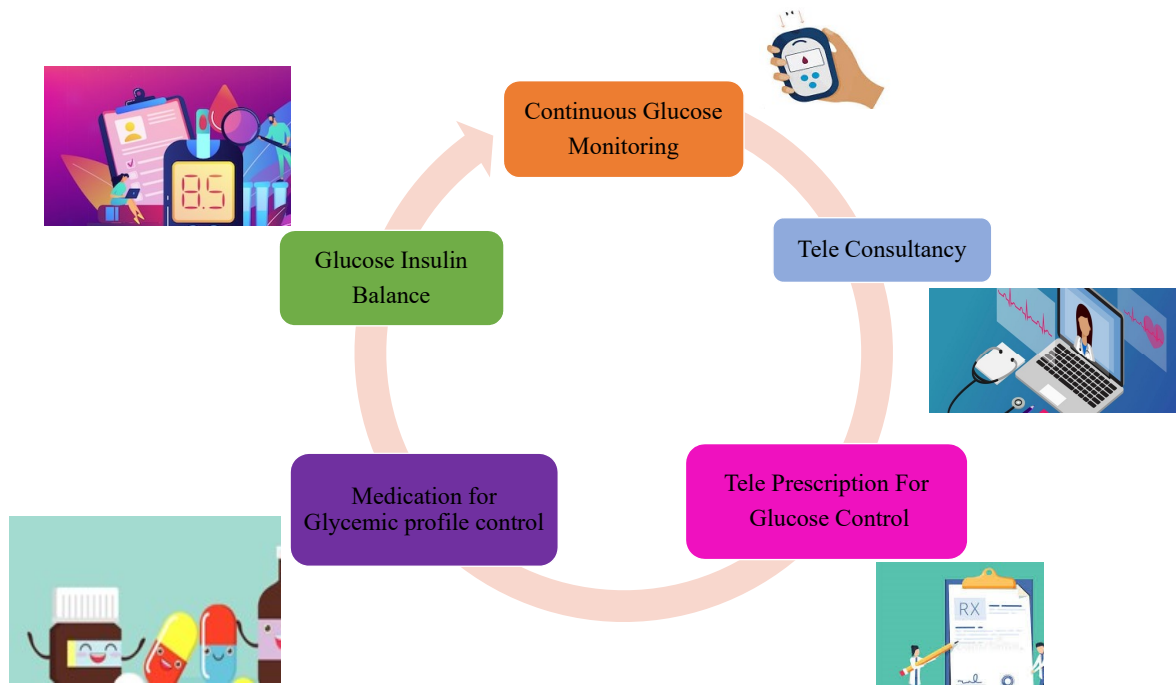 Continuous Glucose
Monitoring
Tele Consultancy
Tele Prescription For
Glucose Control
RX
Medication for
Glycemic profile control
Glucose Insulin
Balance
8.5